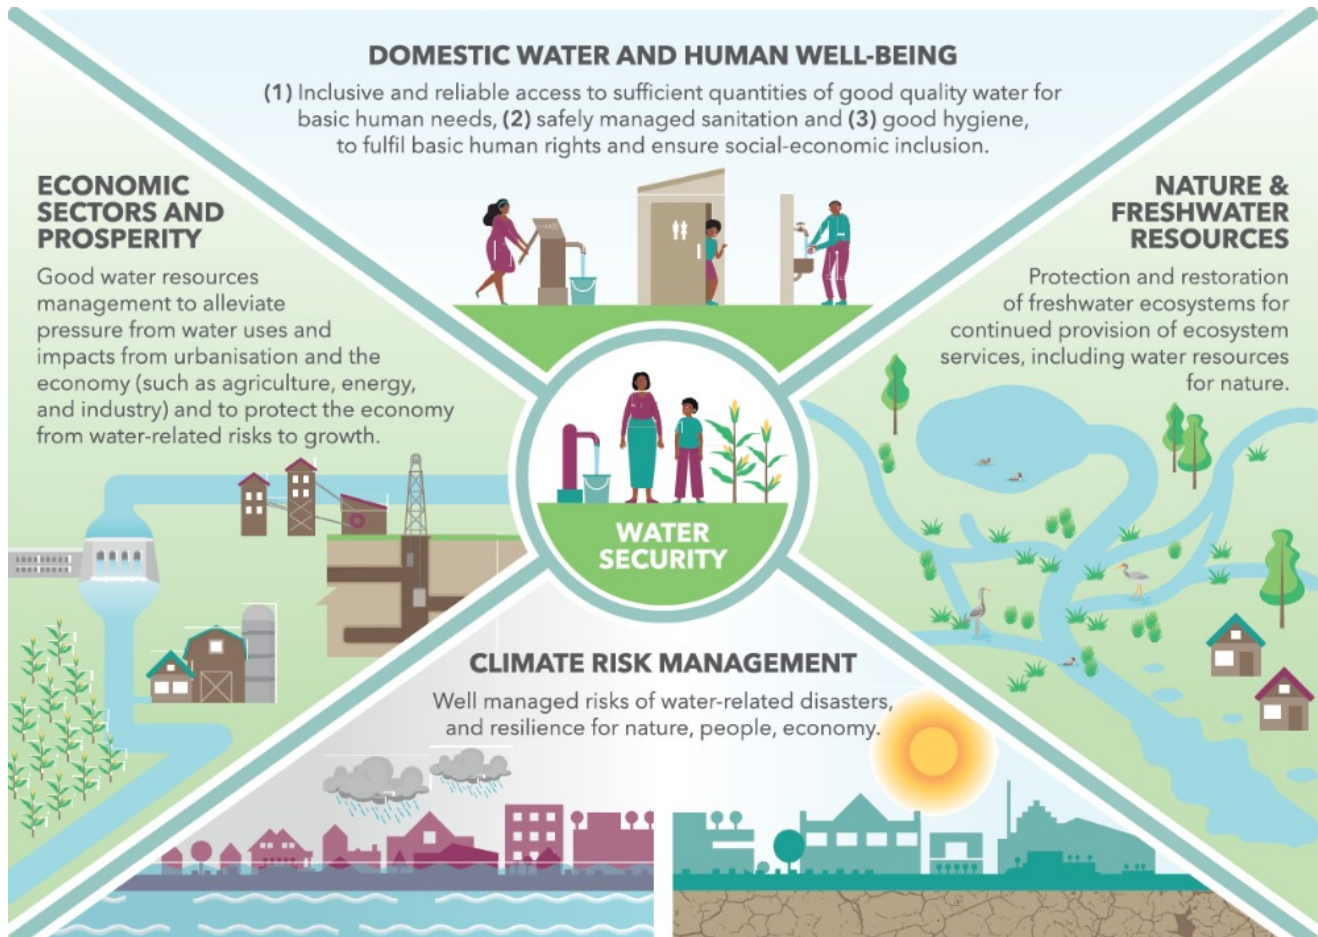 DOMESTIC WATER AND HUMAN WELL-BEING
(1) Inclusive and reliable access to sufficient quantities of good quality water for
basic human needs, (2) safely managed sanitation and (3) good hygiene,
to fulfil basic human rights and ensure social-economic inclusion.
ECONOMIC
SECTORS AND
PROSPERITY
Good water resources
management to alleviate
pressure from water uses and
impacts from urbanisation and the
economy (such as agriculture, energy,
and industry) and to protect the economy
from water-related risks to growth.
NATURE &
FRESHWATER
RESOURCES
Protection and restoration
of freshwater ecosystems for
continued provision of ecosystem
services, including water resources
for nature.
WATER
SECURITY
CLIMATE RISK MANAGEMENT
Well managed risks of water-related disasters,
and resilience for nature, people, economy.